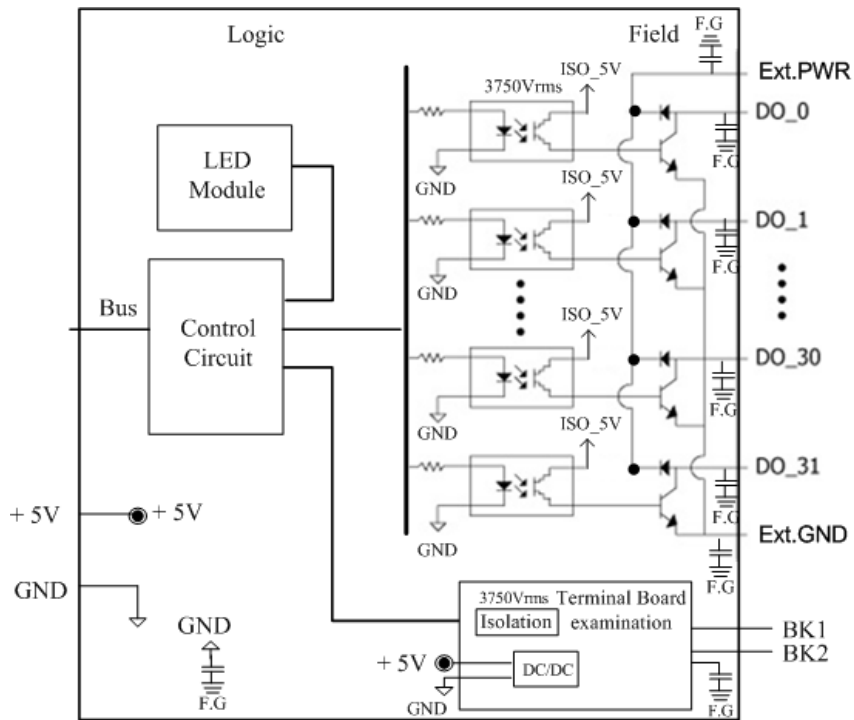 Logic
Field
F.G
Ext.PWR
3750Vrms
ISO_5V
DO_0
F.G
GND
LED
Module
ISO_5V
DO_1
F.G
GND
Bus
Control
Circuit
ISO_5V
DO_30
F.G
GND
ISO_5V
DO_31
F.G
GND
+ 5V
+ 5V
Ext.GND
F.G
GND
GND
F.G
3750Vrms
Isolation
Terminal Board
examination
BK1
BK2
+ 5V
DC/DC
GND
F.G